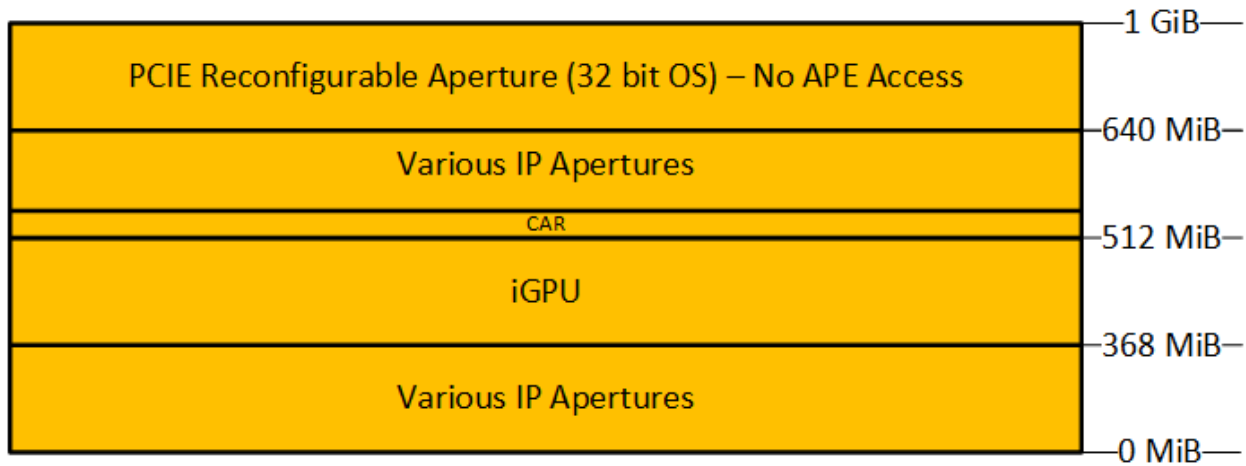 1 GiB
PCIE Reconfigurable Aperture (32 bit OS) – No APE Access
640 MiB
Various IP Apertures
CAR
512 MiB
iGPU
368 MiB
Various IP Apertures
0 MiB